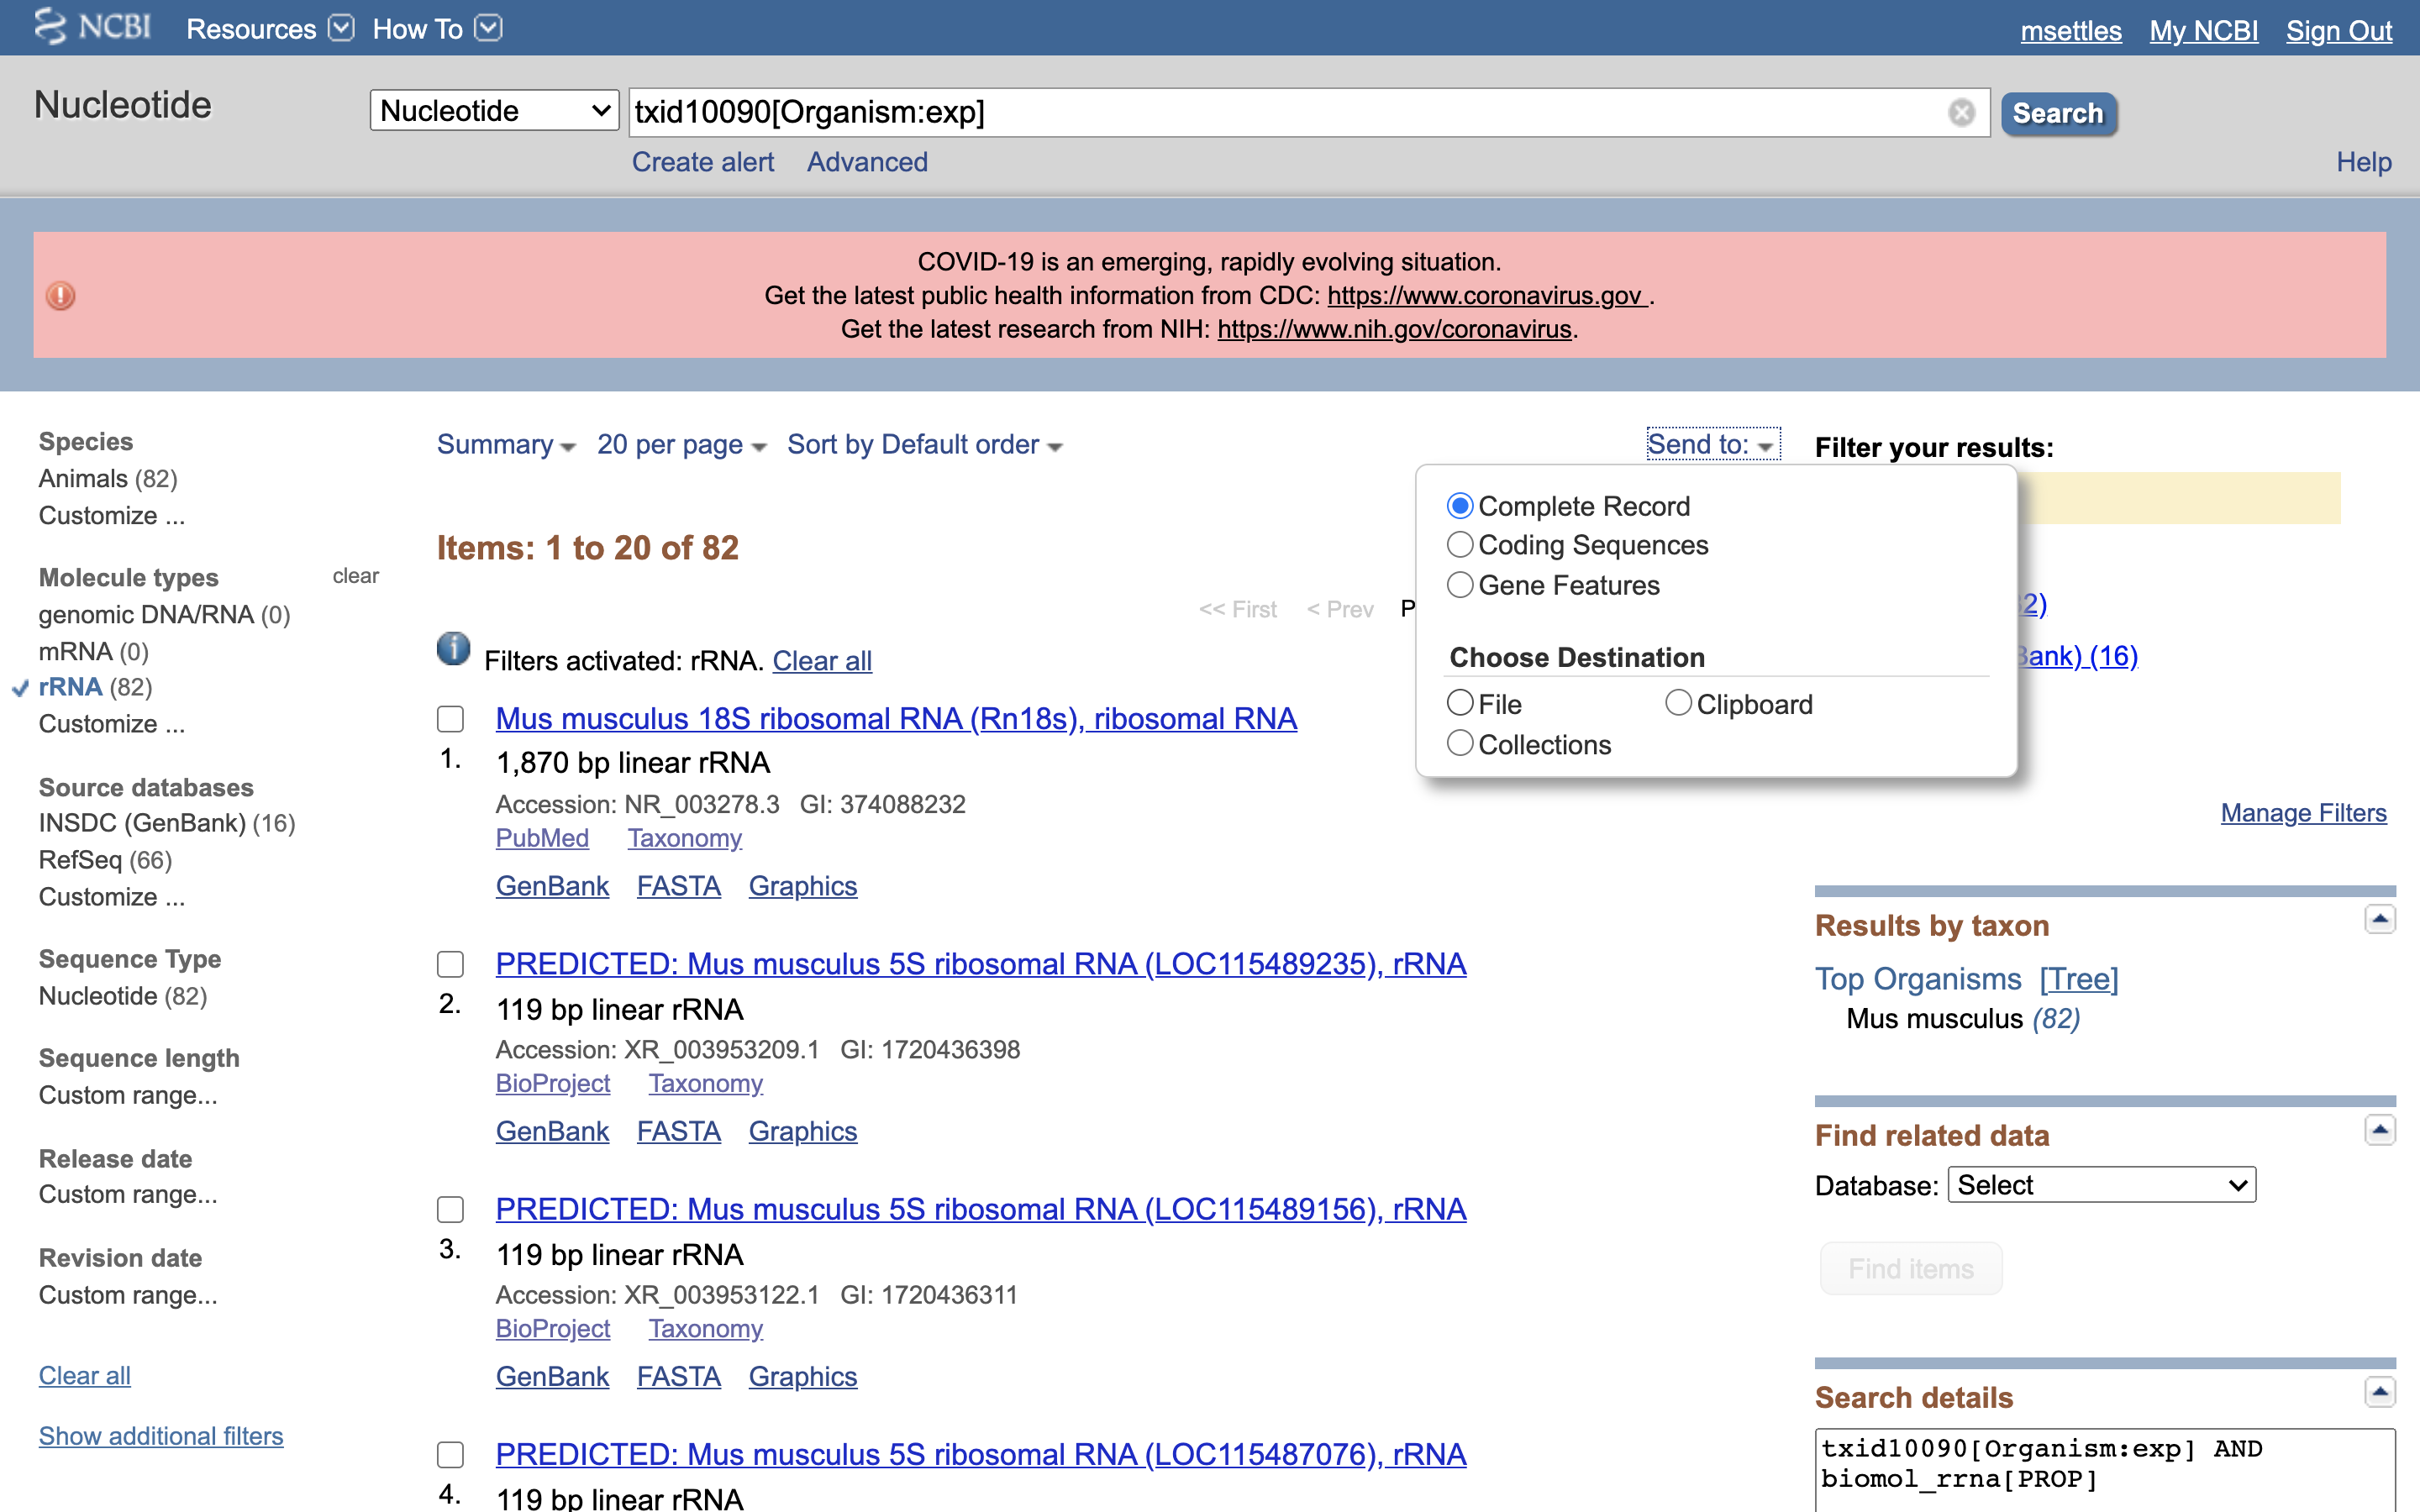 NCBI Resources How To msettles My NCBI Sign Out
Nucleotide Nucleotide txid10090[Organism:exp] Search
Create alert Advanced Help
COVID-19 is an emerging, rapidly evolving situation.
Get the latest public health information from CDC: https://www.coronavirus.gov .
Get the latest research from NIH: https://www.nih.gov/coronavirus.
Species
Animals (82)
Customize ...
Molecule types clear
genomic DNA/RNA (0)
mRNA (0)
rRNA (82)
Customize ...
Source databases
INSDC (GenBank) (16)
RefSeq (66)
Customize ...
Sequence Type
Nucleotide (82)
Sequence length
Custom range...
Release date
Custom range...
Revision date
Custom range...
Clear all
Show additional filters
Summary 20 per page Sort by Default order Send to:
Items: 1 to 20 of 82
<< First < Prev P
Filters activated: rRNA. Clear all
Mus musculus 18S ribosomal RNA (Rn18s), ribosomal RNA
1. 1,870 bp linear rRNA
Accession: NR_003278.3 GI: 374088232
PubMed Taxonomy
GenBank FASTA Graphics
PREDICTED: Mus musculus 5S ribosomal RNA (LOC115489235), rRNA
2. 119 bp linear rRNA
Accession: XR_003953209.1 GI: 1720436398
BioProject Taxonomy
GenBank FASTA Graphics
PREDICTED: Mus musculus 5S ribosomal RNA (LOC115489156), rRNA
3. 119 bp linear rRNA
Accession: XR_003953122.1 GI: 1720436311
BioProject Taxonomy
GenBank FASTA Graphics
PREDICTED: Mus musculus 5S ribosomal RNA (LOC115487076), rRNA
4. 119 bp linear rRNA
Complete Record
Coding Sequences
Gene Features
Choose Destination
File Clipboard
Collections
Filter your results:
2)
Bank) (16)
Manage Filters
Results by taxon
Top Organisms [Tree]
Mus musculus (82)
Find related data
Database: Select
Find items
Search details
txid10090[Organism:exp] AND
biomol_rrna[PROP]